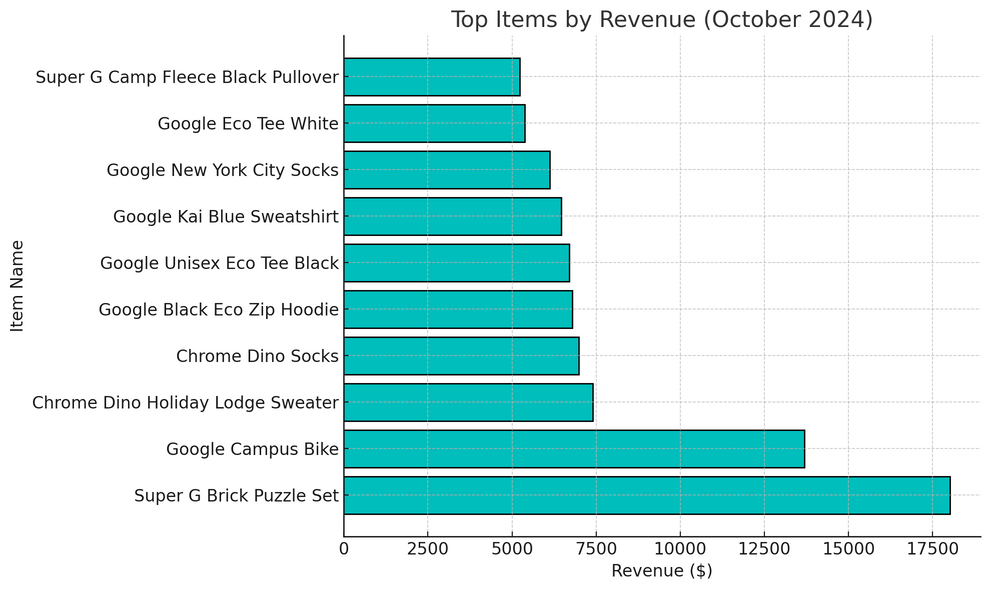 Top Items by Revenue (October 2024)
Item Name
Super G Camp Fleece Black Pullover
Google Eco Tee White
Google New York City Socks
Google Kai Blue Sweatshirt
Google Unisex Eco Tee Black
Google Black Eco Zip Hoodie
Chrome Dino Socks
Chrome Dino Holiday Lodge Sweater
Google Campus Bike
Super G Brick Puzzle Set
0 2500 5000 7500 10000 12500 15000 17500
Revenue ($)